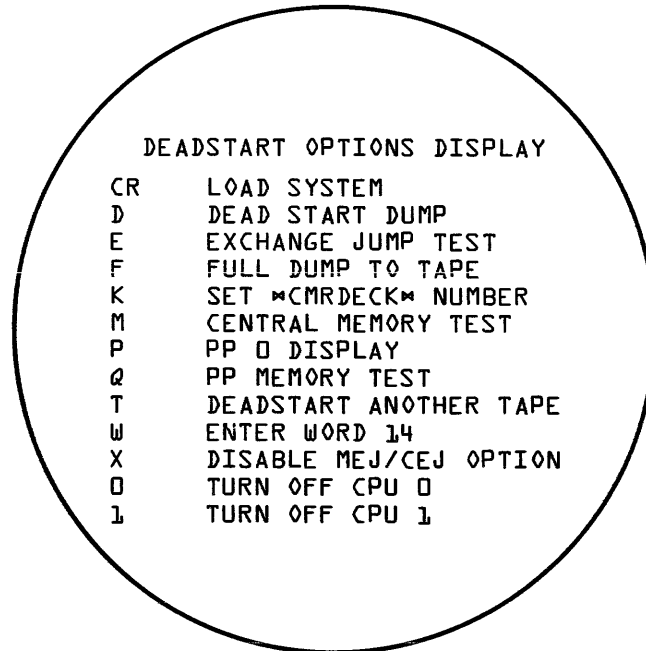 DEADSTART OPTIONS DISPLAY
CR LOAD SYSTEM
D DEAD START DUMP
E EXCHANGE JUMP TEST
F FULL DUMP TO TAPE
K SET *CMRDECK* NUMBER
M CENTRAL MEMORY TEST
P PP 0 DISPLAY
Q PP MEMORY TEST
T DEADSTART ANOTHER TAPE
W ENTER WORD 14
X DISABLE MEJ/CEJ OPTION
0 TURN OFF CPU 0
1 TURN OFF CPU 1